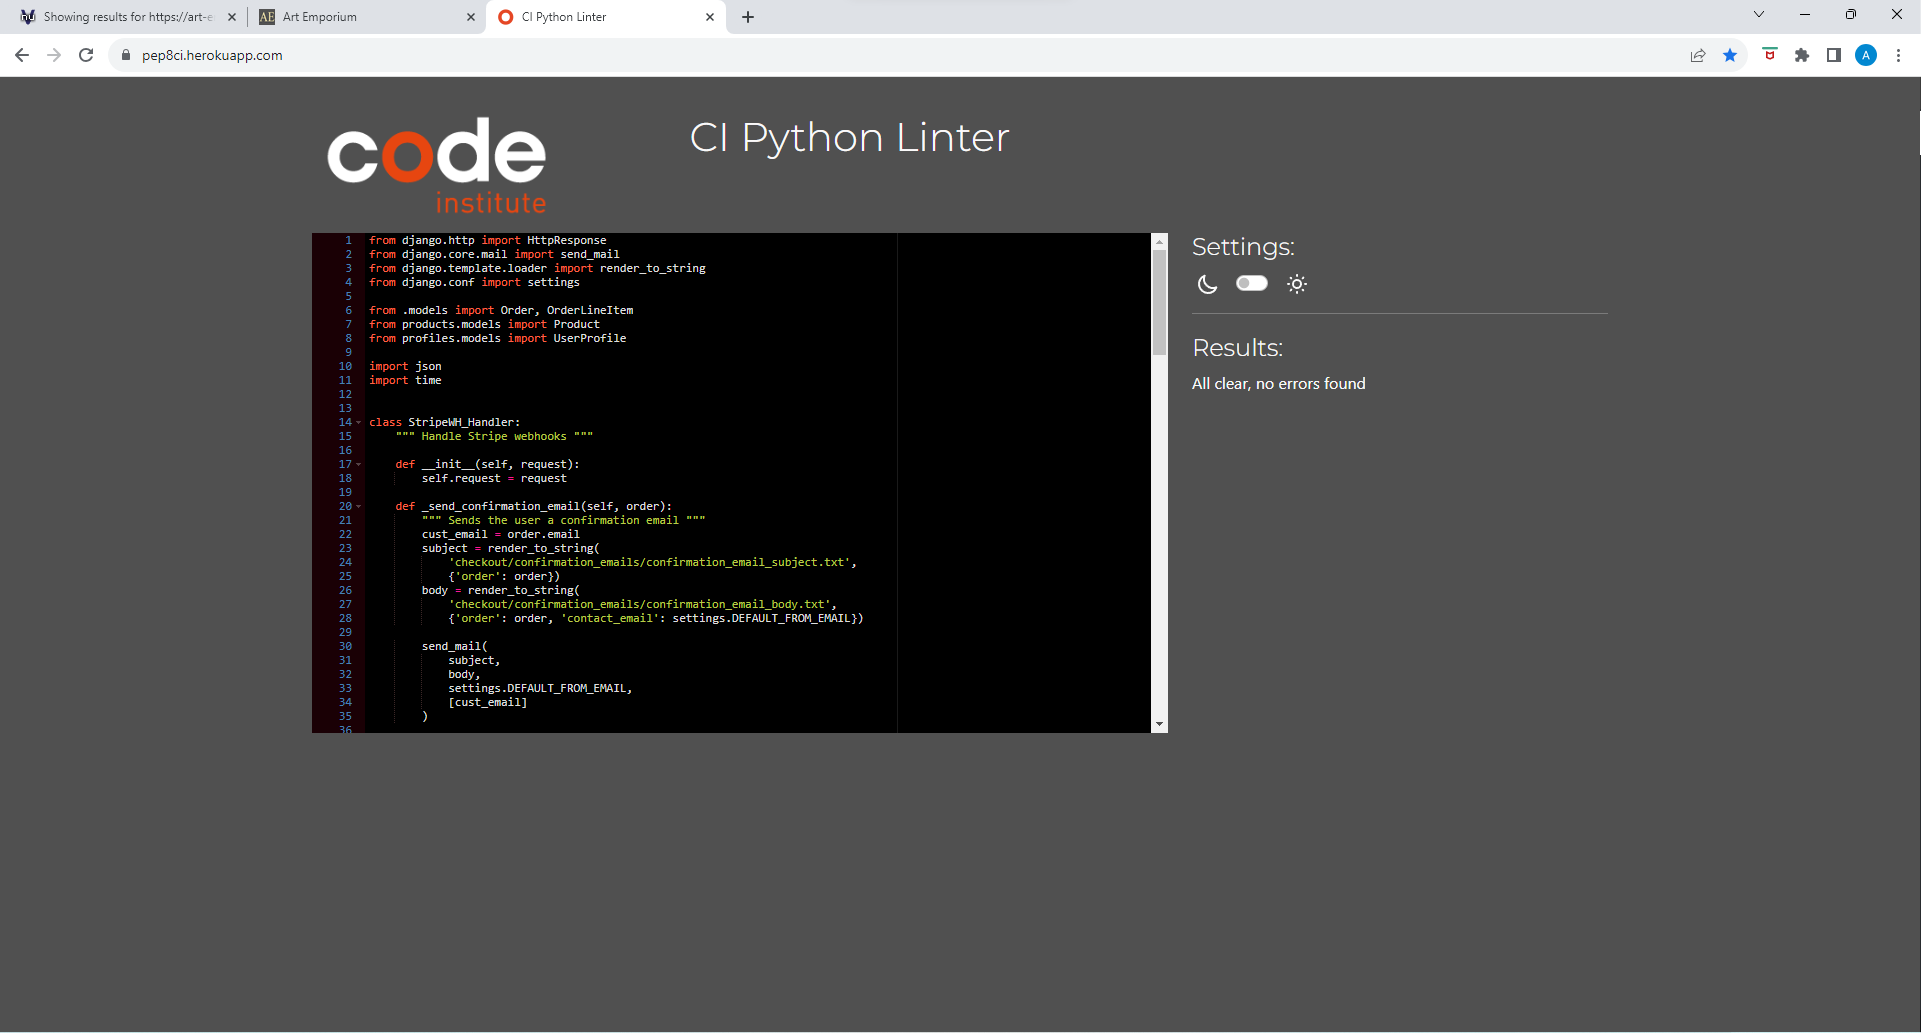 Showing results for https://art-e
AE Art Emporium
CI Python Linter
pep8ci.herokuapp.com
A
code
institute
CI Python Linter
1 from django.http import HttpResponse
2 from django.core.mail import send_mail
3 from django.template.loader import render_to_string
4 from django.conf import settings
5
6 from .models import Order, OrderLineItem
7 from products.models import Product
8 from profiles.models import UserProfile
9
10 import json
11 import time
12
13
14 class StripeWH_Handler:
15 """ Handle Stripe webhooks """
16
17 def __init__(self, request):
18 self.request = request
19
20 def _send_confirmation_email(self, order):
21 """ Sends the user a confirmation email """
22 cust_email = order.email
23 subject = render_to_string(
24 'checkout/confirmation_emails/confirmation_email_subject.txt',
25 {'order': order})
26 body = render_to_string(
27 'checkout/confirmation_emails/confirmation_email_body.txt',
28 {'order': order, 'contact_email': settings.DEFAULT_FROM_EMAIL})
29
30 send_mail(
31 subject,
32 body,
33 settings.DEFAULT_FROM_EMAIL,
34 [cust_email]
35 )
36
Settings:
Results:
All clear, no errors found